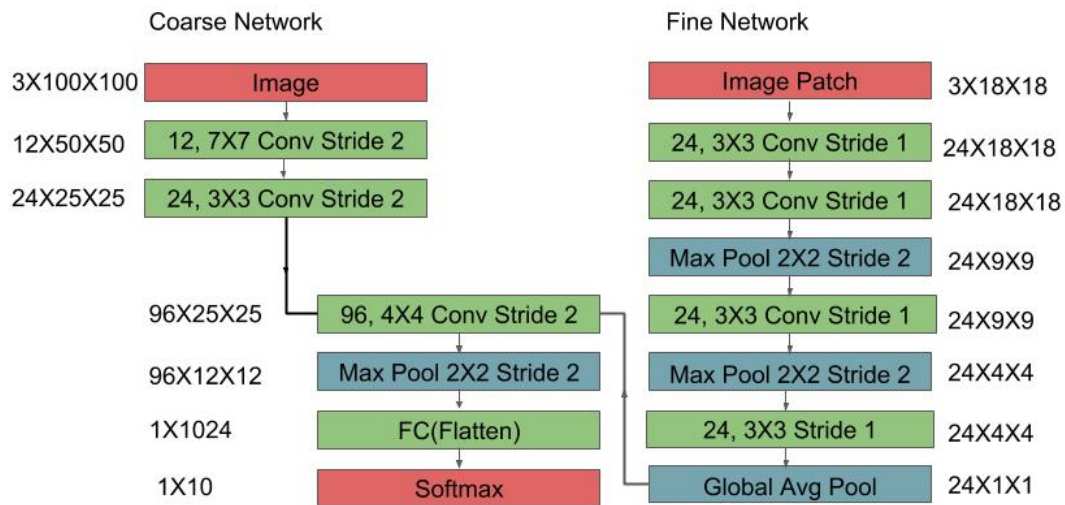 Coarse Network
3X100X100
Image
12X50X50
12, 7X7 Conv Stride 2
24X25X25
24, 3X3 Conv Stride 2
96X25X25
96, 4X4 Conv Stride 2
96X12X12
Max Pool 2X2 Stride 2
1X1024
FC(Flatten)
1X10
Softmax
Fine Network
Image Patch
3X18X18
24, 3X3 Conv Stride 1
24X18X18
24, 3X3 Conv Stride 1
24X18X18
Max Pool 2X2 Stride 2
24X9X9
24, 3X3 Conv Stride 1
24X9X9
Max Pool 2X2 Stride 2
24X4X4
24, 3X3 Stride 1
24X4X4
Global Avg Pool
24X1X1